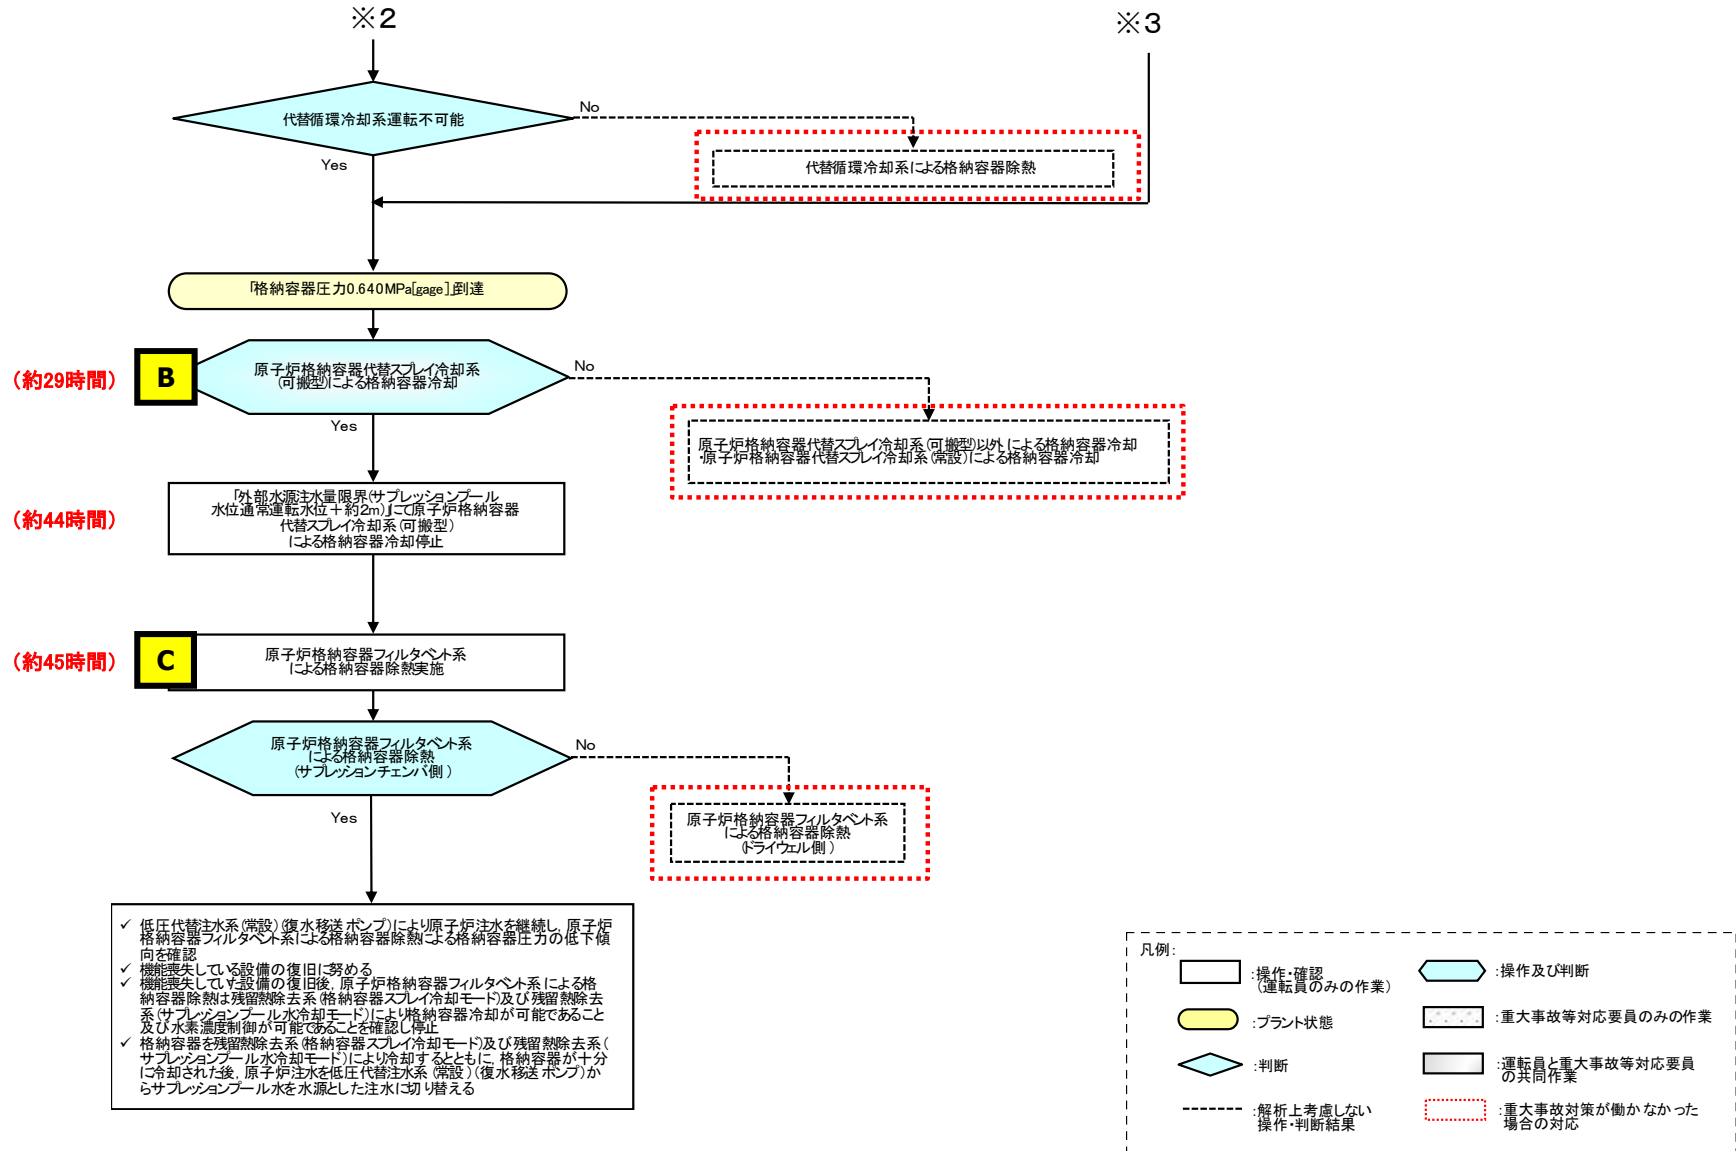 ※2
※3
代替循環冷却系運転不可能
No
Yes
代替循環冷却系による格納容器除熱
「格納容器圧力0.640MPa[gage]」到達
(約29時間)
B
原子炉格納容器代替スプレイ冷却系
(可搬型)による格納容器冷却
No
Yes
原子炉格納容器代替スプレイ冷却系(可搬型)以外による格納容器冷却
・原子炉格納容器代替スプレイ冷却系(常設)による格納容器冷却
(約44時間)
「外部水源注水量限界(サプレッションプール
水位通常運転水位+約2m)」にて原子炉格納容器
代替スプレイ冷却系(可搬型)
による格納容器冷却停止
(約45時間)
C
原子炉格納容器フィルタベント系
による格納容器除熱実施
原子炉格納容器フィルタベント系
による格納容器除熱
(サプレッションチェンバ側)
No
Yes
原子炉格納容器フィルタベント系
による格納容器除熱
(ドライウェル側)
✓ 低圧代替注水系(常設)(復水移送ポンプ)により原子炉注水を継続し,原子炉
格納容器フィルタベント系による格納容器除熱による格納容器圧力の低下傾
向を確認
✓ 機能喪失している設備の復旧に努める
✓ 機能喪失していた設備の復旧後,原子炉格納容器フィルタベント系による格
納容器除熱は残留熱除去系(格納容器スプレイ冷却モード)及び残留熱除去
系(サプレッションプール水冷却モード)により格納容器冷却が可能であること
及び水素濃度制御が可能であることを確認し停止
✓ 格納容器を残留熱除去系(格納容器スプレイ冷却モード)及び残留熱除去系(
サプレッションプール水冷却モード)により冷却するとともに,格納容器が十分
に冷却された後,原子炉注水を低圧代替注水系(常設)(復水移送ポンプ)か
らサプレッションプール水を水源とした注水に切り替える
凡例:
:操作・確認
(運転員のみの作業)
:操作及び判断
:プラント状態
:重大事故等対応要員のみの作業
:判断
:運転員と重大事故等対応要員
の共同作業
:解析上考慮しない
操作・判断結果
:重大事故対策が働かなかった
場合の対応